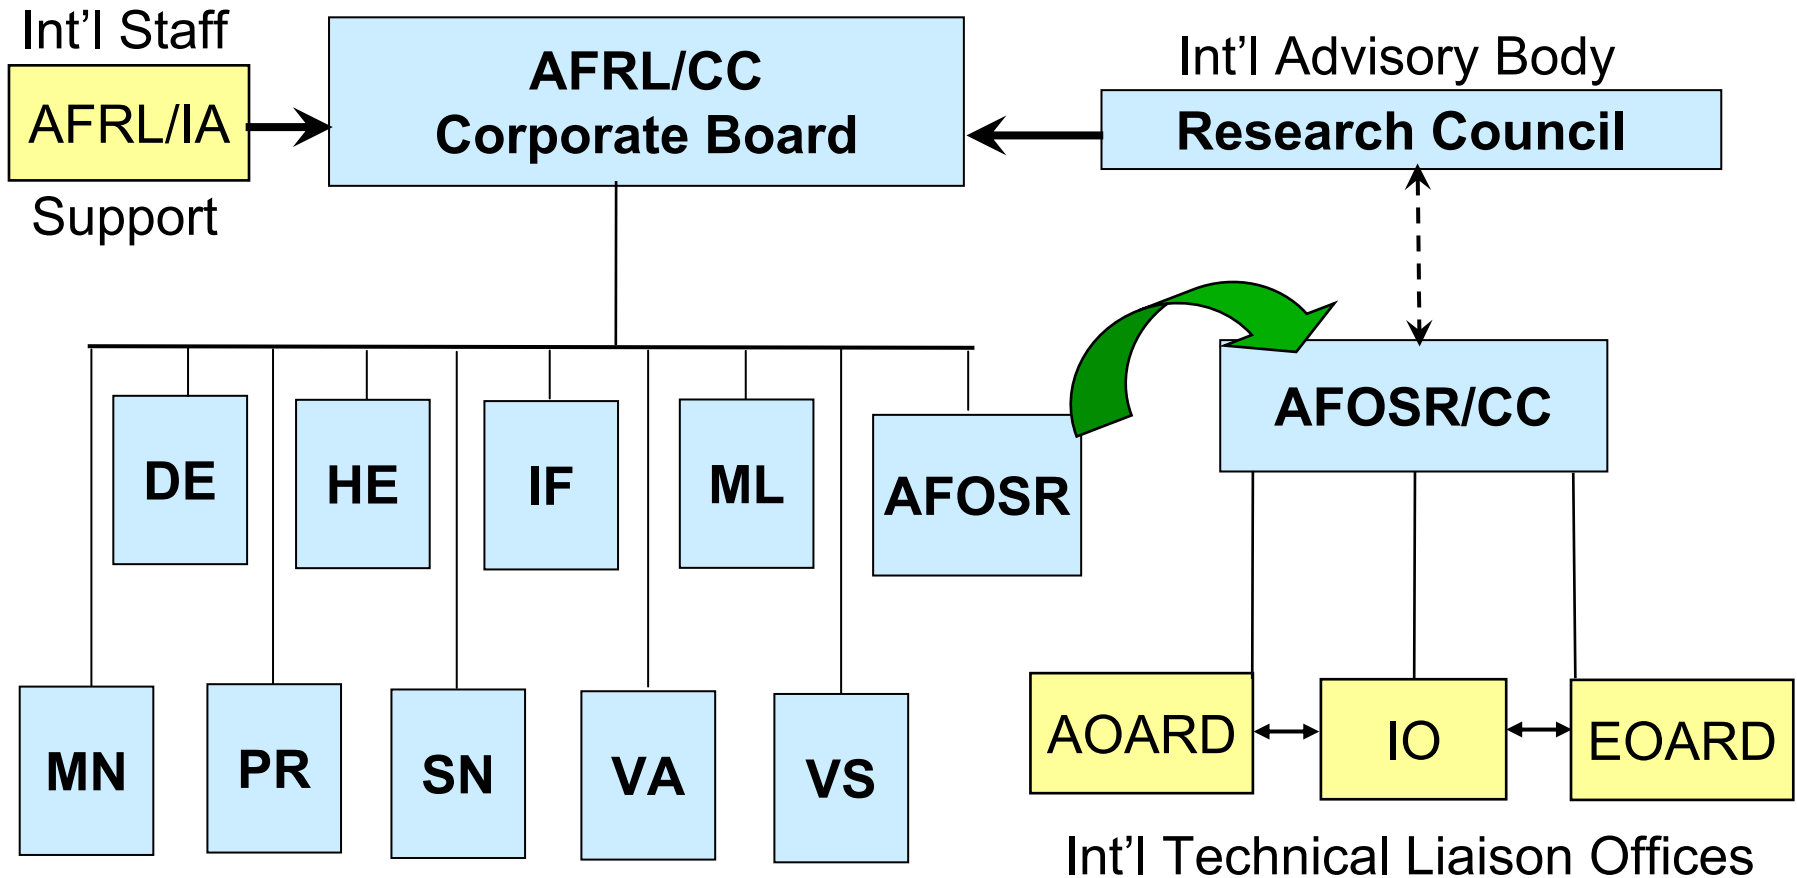 Int'l Staff
AFRL/IA
Support
AFRL/CC
Corporate Board
Int'l Advisory Body
Research Council
DE
HE
IF
ML
AFOSR
AFOSR/CC
MN
PR
SN
VA
VS
AOARD
IO
EOARD
Int'l Technical Liaison Offices